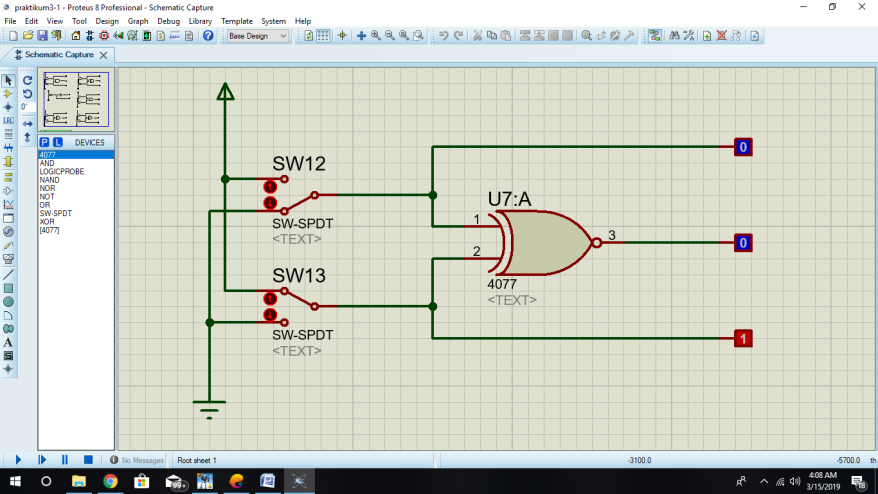 praktikum3-1 - Proteus 8 Professional - Schematic Capture
File Edit View Tool Design Graph Debug Library Template System Help
Base Design
Schematic Capture
0°
LBL
P L DEVICES
4077
AND
LOGICPROBE
NAND
NOR
NOT
OR
SW-SPDT
XOR
[4077]
A
SW12
SW-SPDT
<TEXT>
SW13
SW-SPDT
<TEXT>
U7:A
1
2
3
4077
<TEXT>
0
0
1
No Messages
Root sheet 1
-3100.0
-5700.0
th
99+
4:08 AM
3/15/2019
18